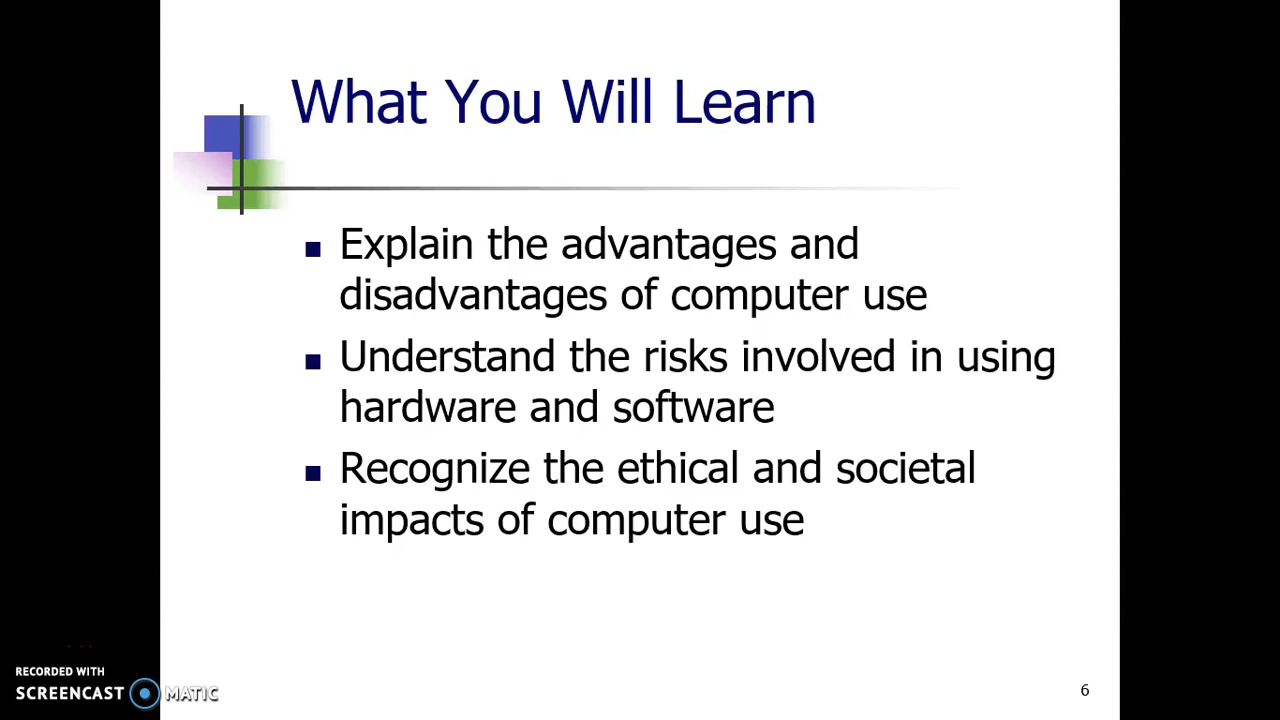 What You Will Learn
Explain the advantages and
disadvantages of computer use
Understand the risks involved in using
hardware and software
Recognize the ethical and societal
impacts of computer use
RECORDED WITH
SCREENCAST MATIC
6